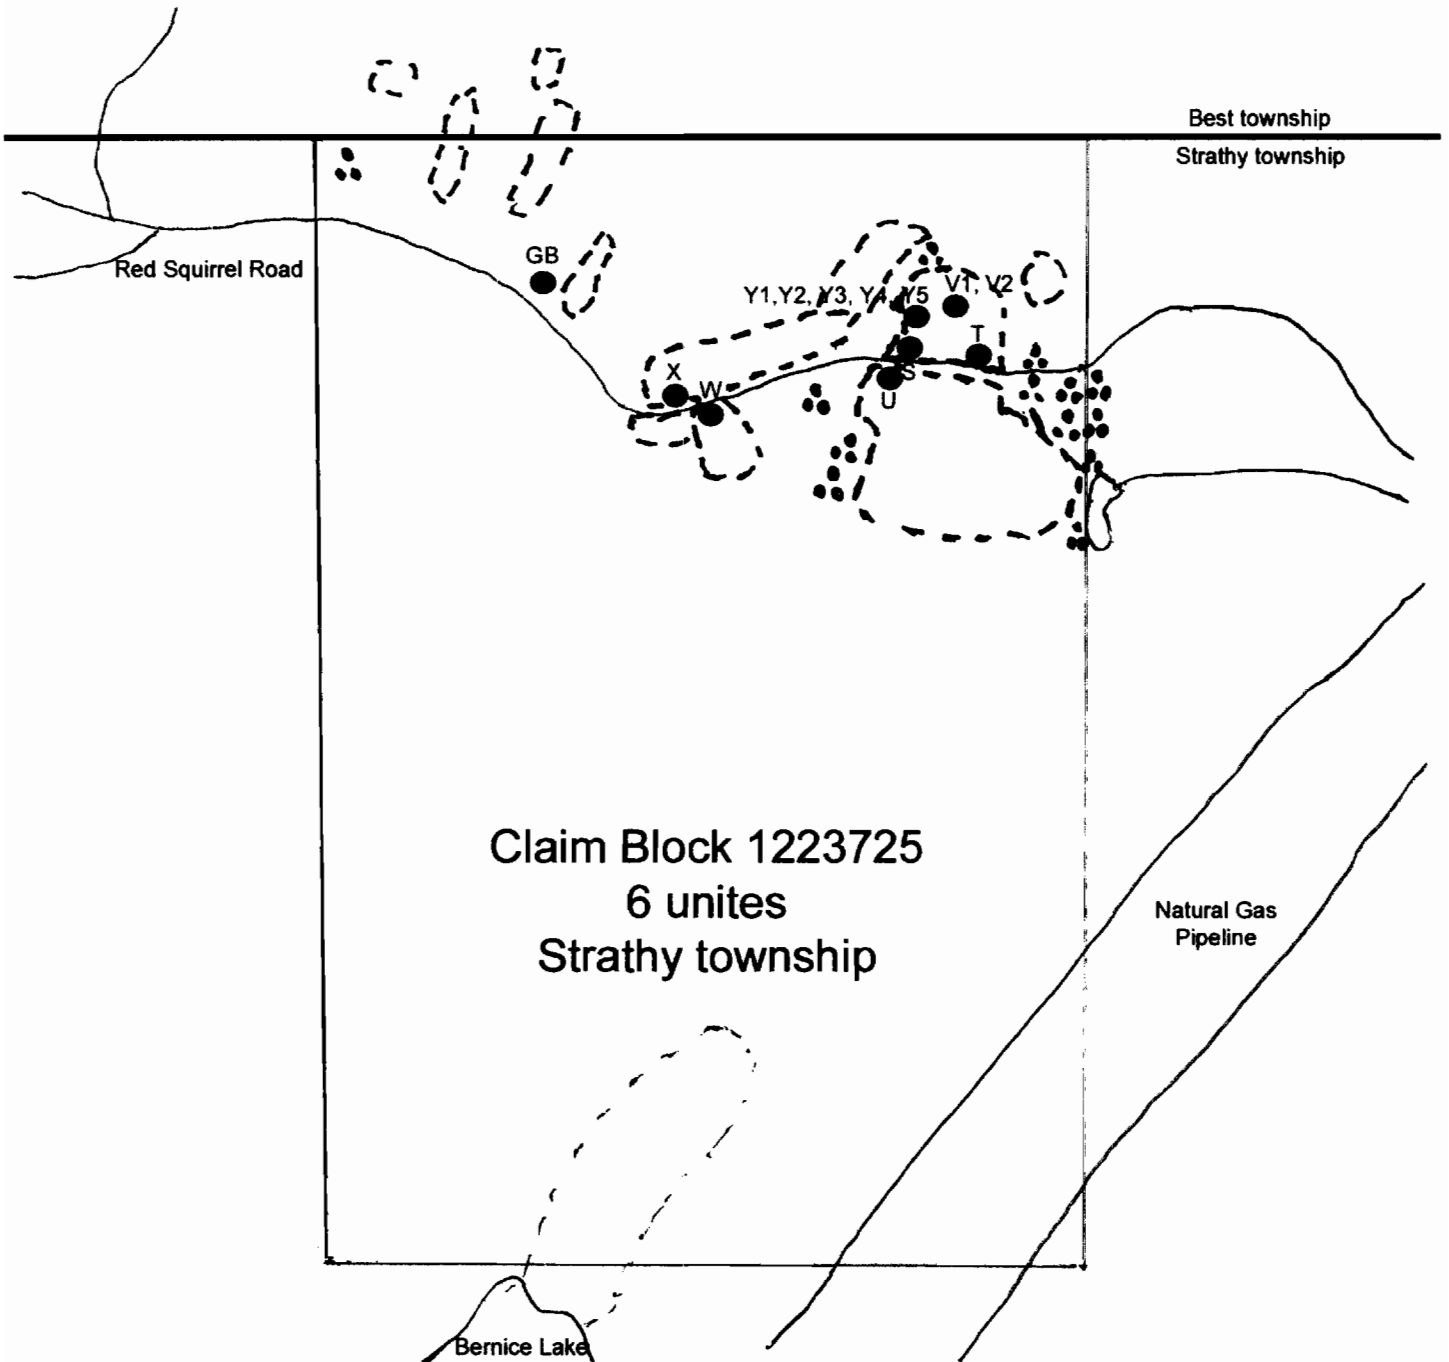 Best township
Strathy township
Red Squirrel Road
GB
Y1,Y2, Y3, Y4, Y5
V1, V2
T
X
W
S
U
Claim Block 1223725
6 unites
Strathy township
Natural Gas
Pipeline
Bernice Lake